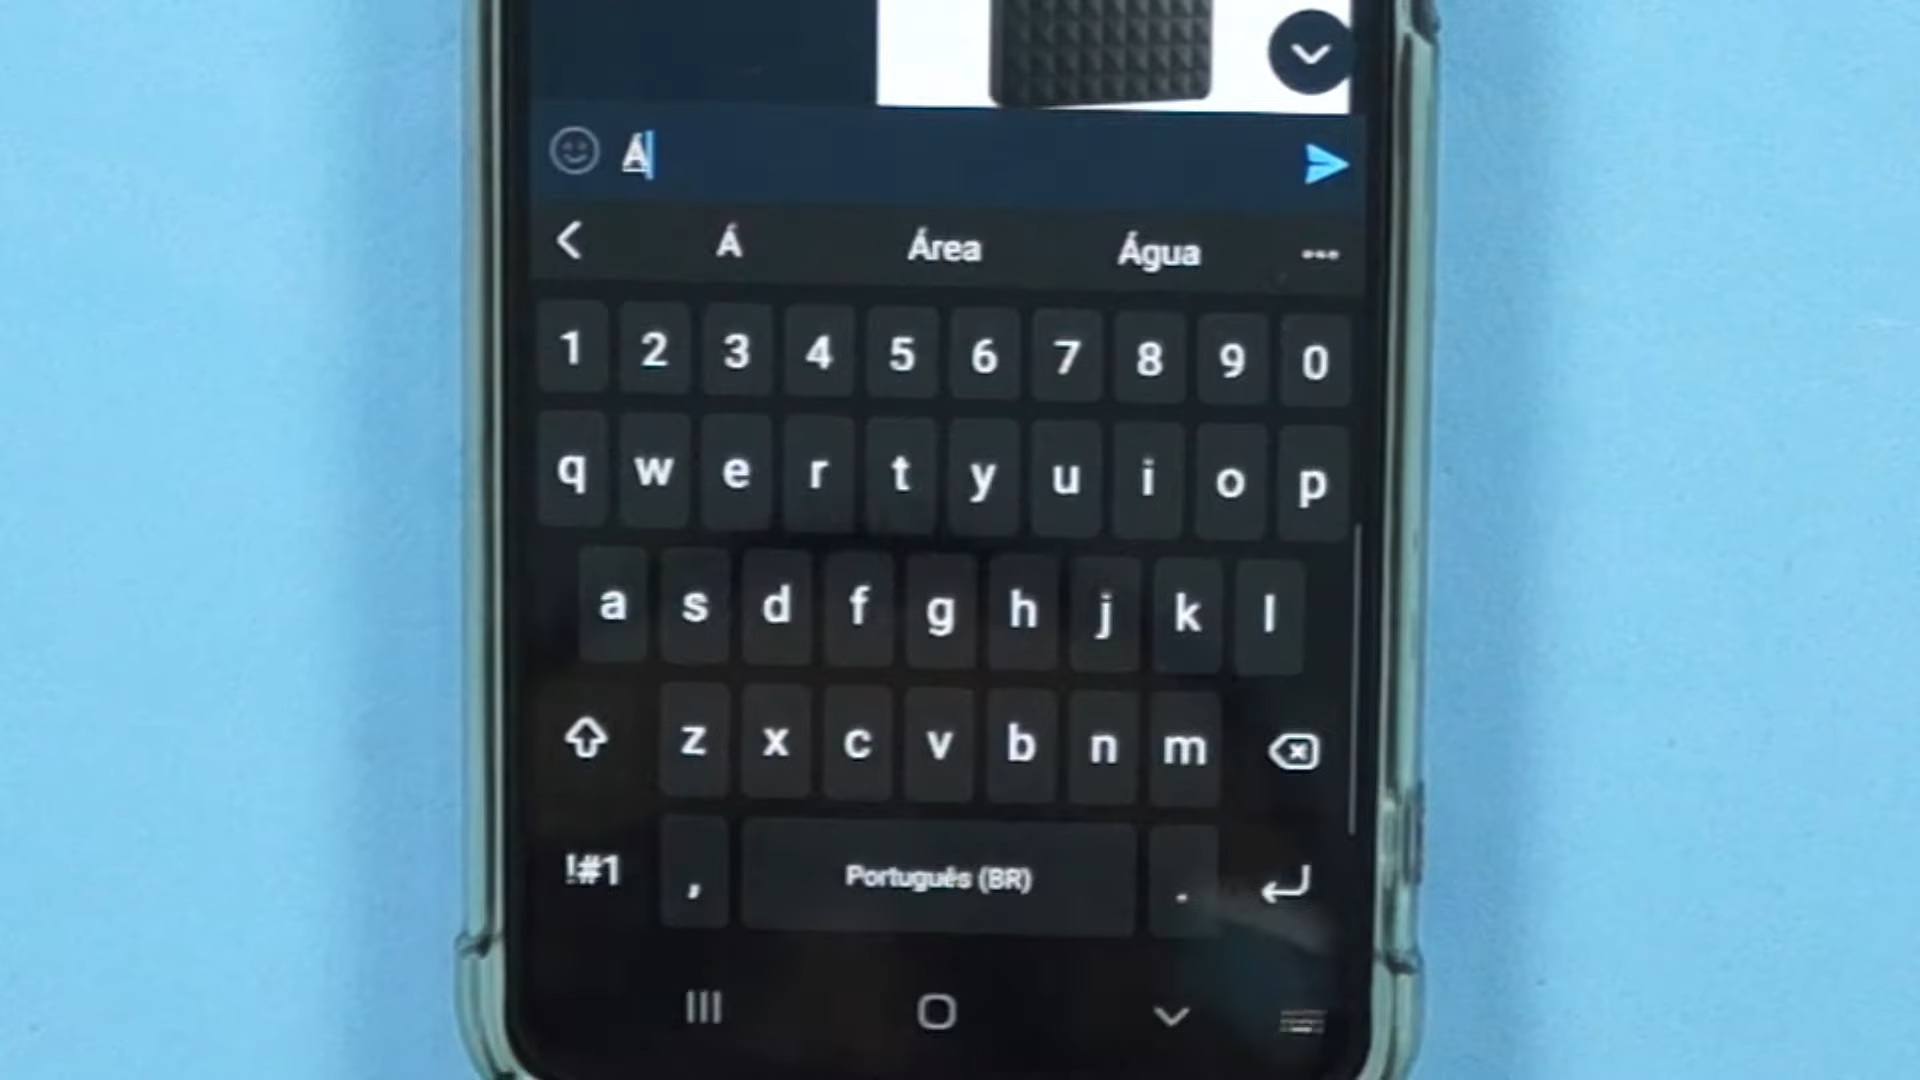 Á
Á Área Água
1 2 3 4 5 6 7 8 9 0
q w e r t y u i o p
a s d f g h j k l
z x c v b n m
!#1 , Português (BR) .